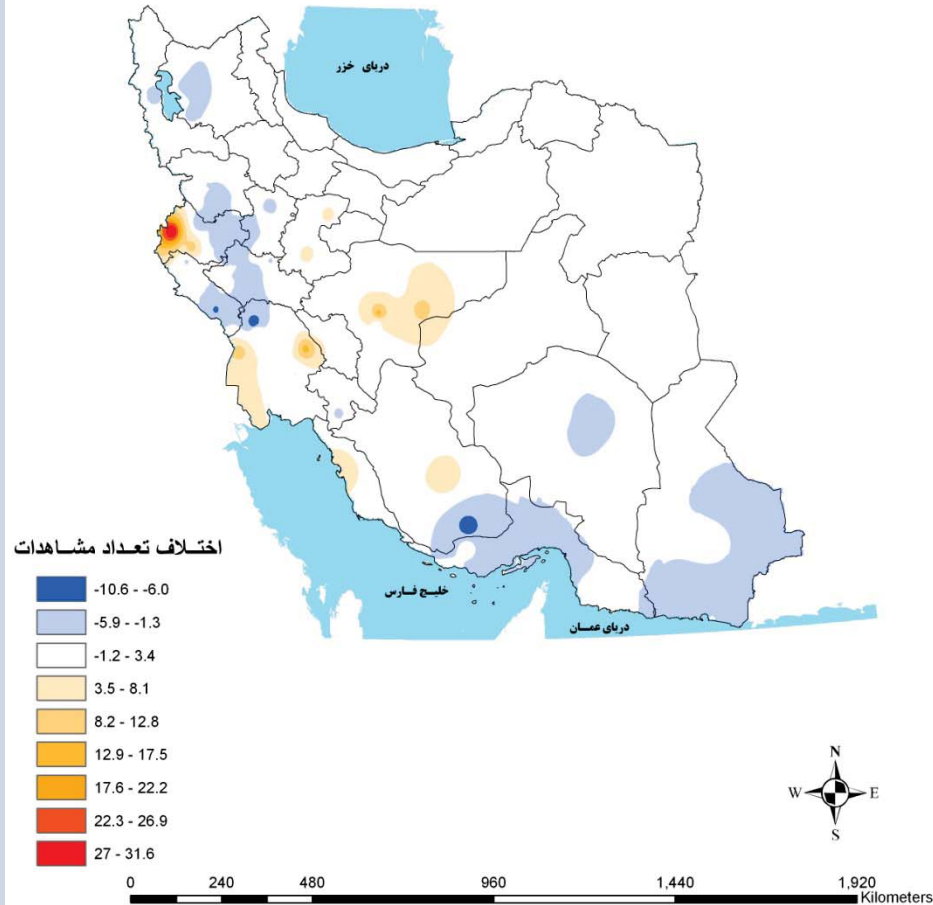 دریای خزر
اختلاف تعداد مشاهدات
-10.6 - -6.0
-5.9 - -1.3
-1.2 - 3.4
3.5 - 8.1
8.2 - 12.8
12.9 - 17.5
17.6 - 22.2
22.3 - 26.9
27 - 31.6
خلیج فارس
دریای عمان
N
W E
S
0 240 480 960 1,440 1,920
Kilometers